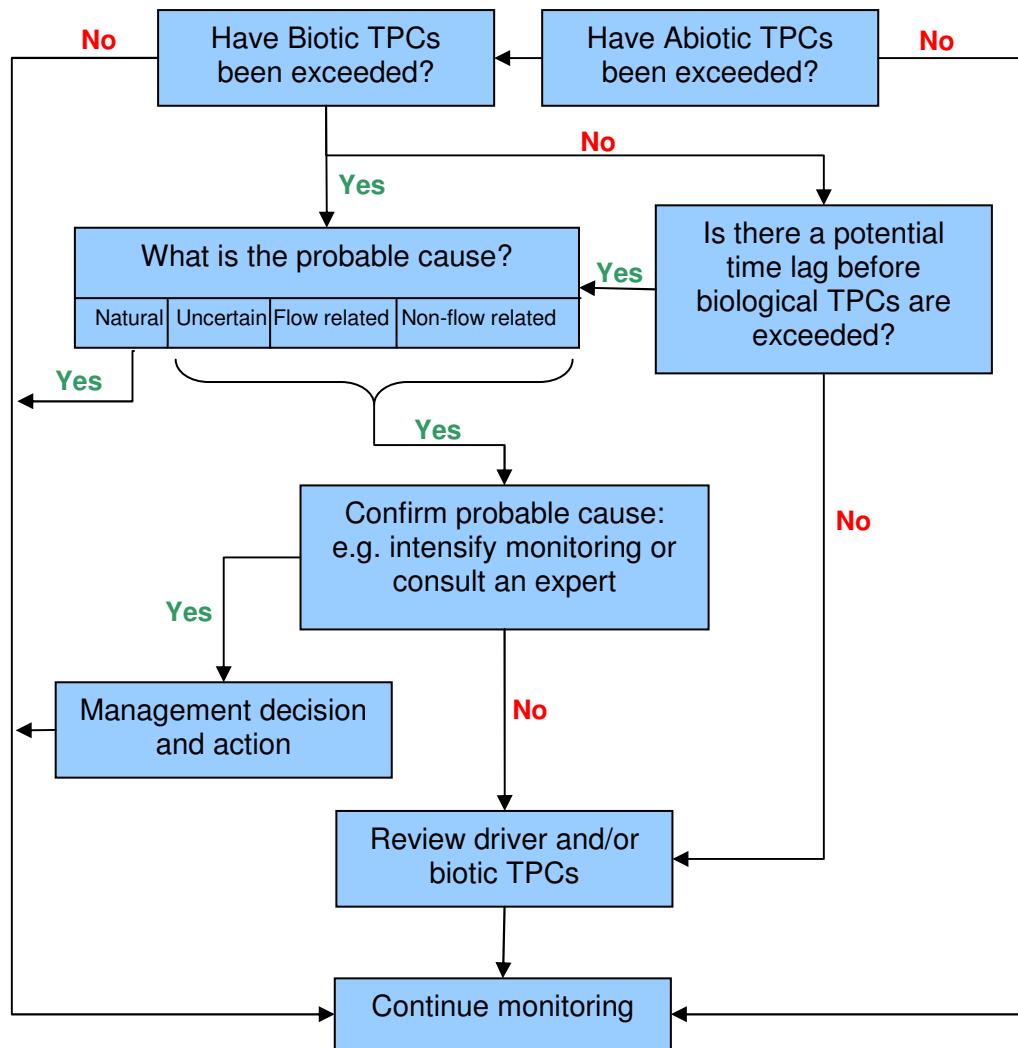 No
Have Biotic TPCs
been exceeded?
Have Abiotic TPCs
been exceeded?
No
No
Yes
What is the probable cause?
Natural
Uncertain
Flow related
Non-flow related
Yes
Is there a potential
time lag before
biological TPCs are
exceeded?
Yes
Yes
Confirm probable cause:
e.g. intensify monitoring or
consult an expert
No
Yes
Management decision
and action
No
Review driver and/or
biotic TPCs
Continue monitoring